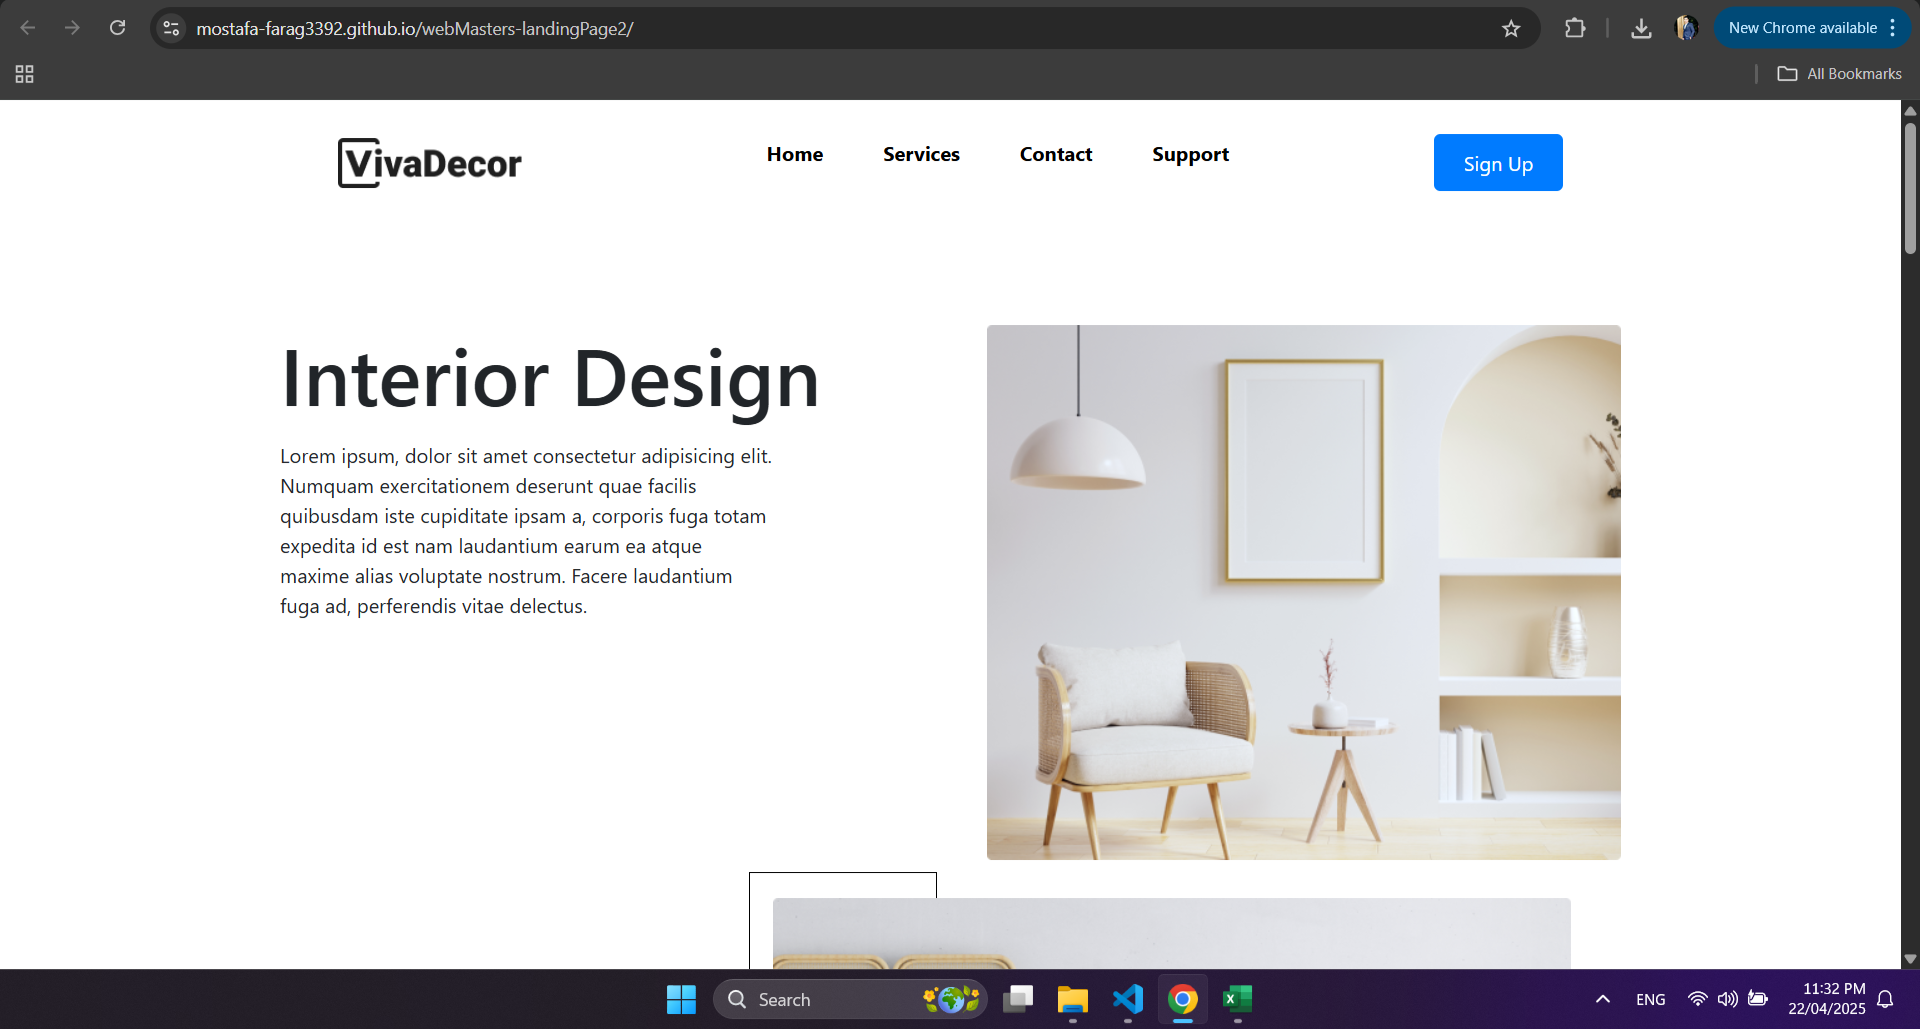 mostafa-farag3392.github.io/webMasters-landingPage2/
New Chrome available
All Bookmarks
VivaDecor
Home
Services
Contact
Support
Sign Up
Interior Design
Lorem ipsum, dolor sit amet consectetur adipisicing elit.
Numquam exercitationem deserunt quae facilis
quibusdam iste cupiditate ipsam a, corporis fuga totam
expedita id est nam laudantium earum ea atque
maxime alias voluptate nostrum. Facere laudantium
fuga ad, perferendis vitae delectus.
Search
ENG
11:32 PM
22/04/2025